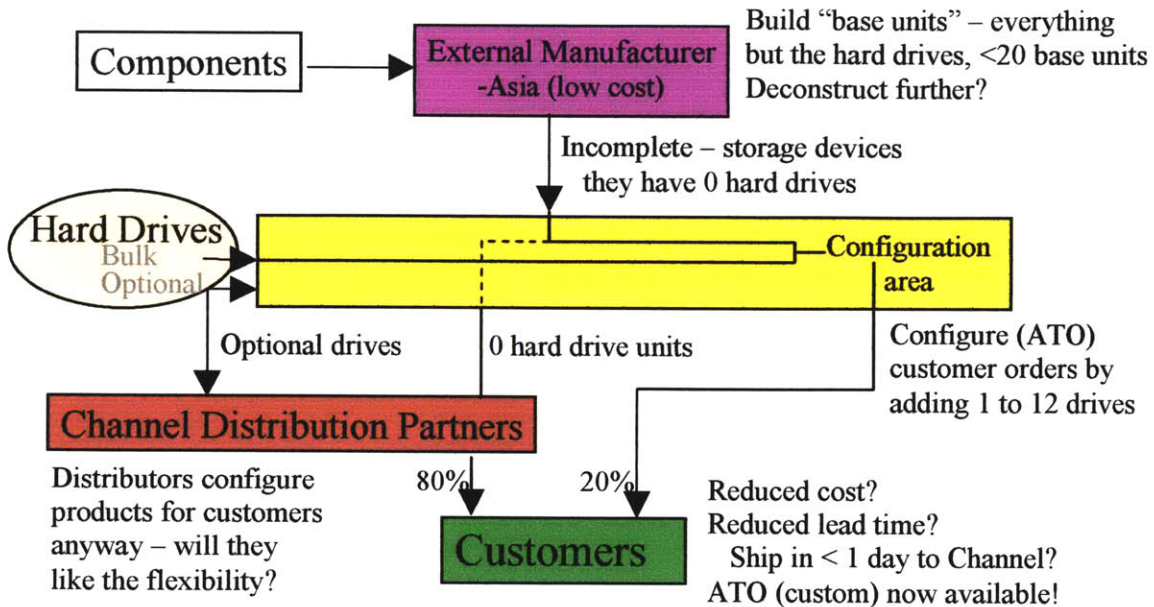 Components
External Manufacturer
-Asia (low cost)
Build “base units” – everything
but the hard drives, <20 base units
Deconstruct further?
Incomplete – storage devices
they have 0 hard drives
Hard Drives
Bulk
Optional
Configuration
area
Optional drives
0 hard drive units
Configure (ATO)
customer orders by
adding 1 to 12 drives
Channel Distribution Partners
Distributors configure
products for customers
anyway – will they
like the flexibility?
80%
20%
Customers
Reduced cost?
Reduced lead time?
Ship in < 1 day to Channel?
ATO (custom) now available!